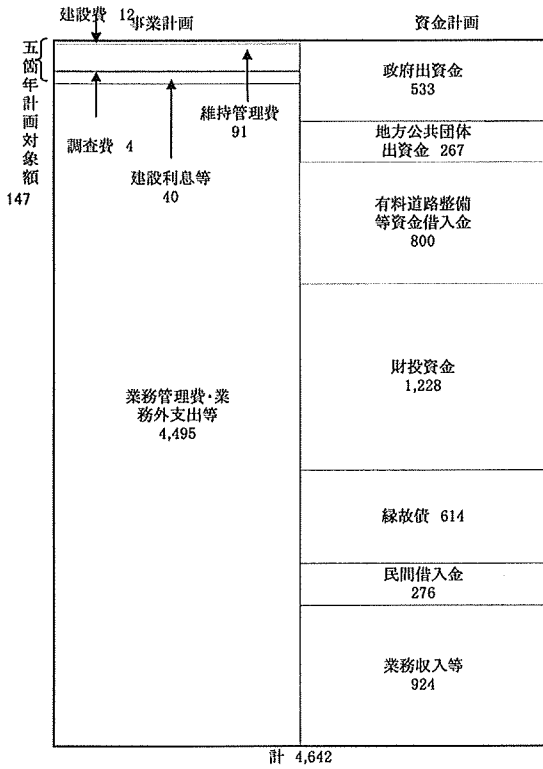 建設費 12
事業計画
資金計画
五箇年計画対象額
147
維持管理費
91
調査費 4
建設利息等
40
業務管理費・業
務外支出等
4,495
政府出資金
533
地方公共団体
出資金 267
有料道路整備
等資金借入金
800
財投資金
1,228
縁故債 614
民間借入金
276
業務収入等
924
計 4,642